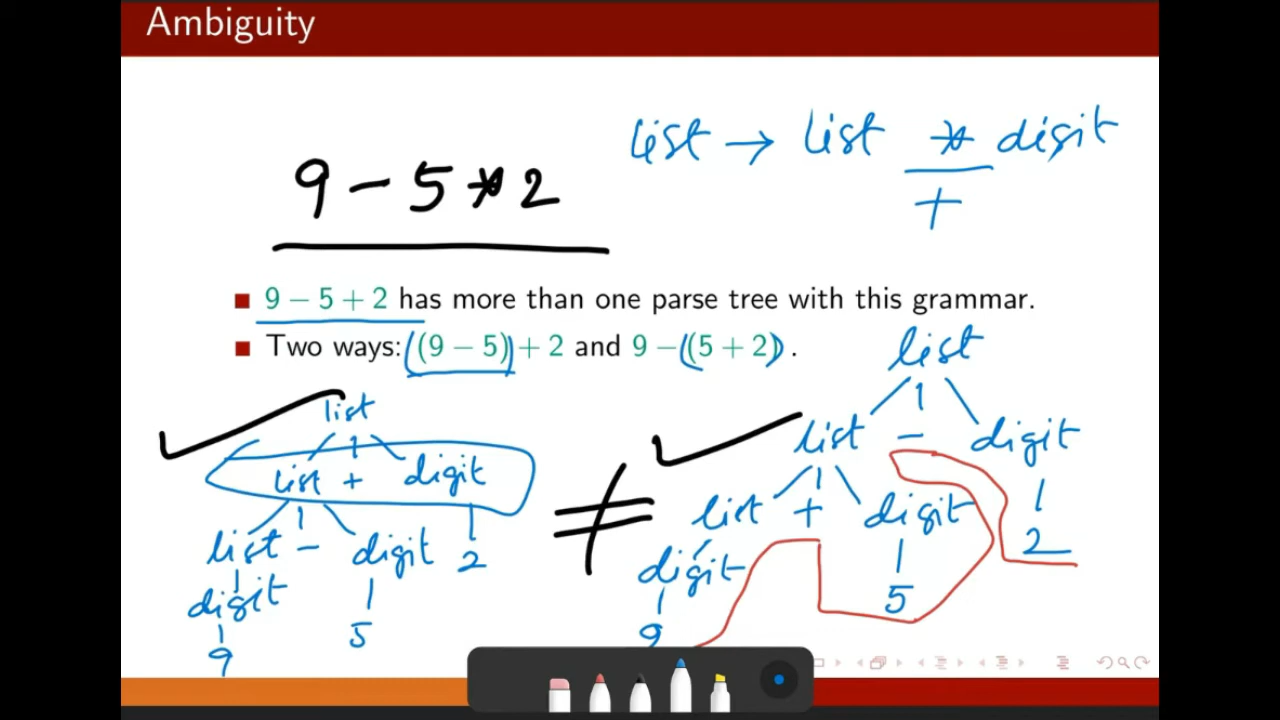 Ambiguity
list → list * digit
+
9 - 5 * 2
9 − 5 + 2 has more than one parse tree with this grammar.
Two ways: ((9 − 5)) + 2 and 9 − ((5 + 2)) .
list
list + digit
list - digit 2
digit 5
9
≠
list
list - digit
list + digit 2
digit 5
9